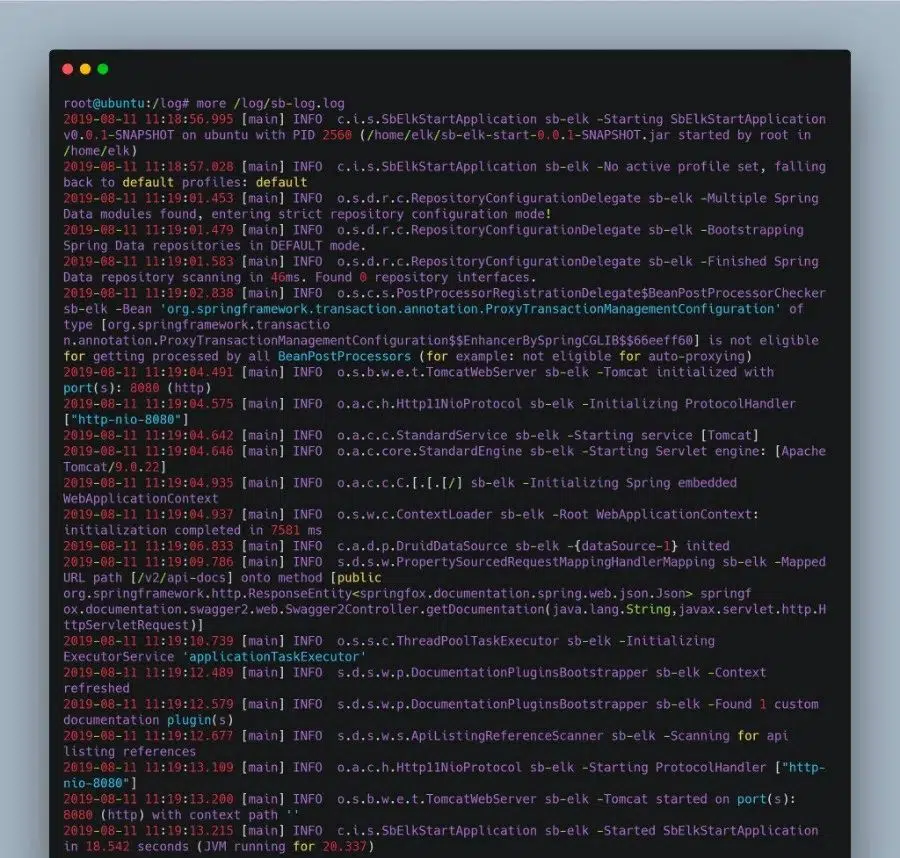 root@ubuntu:/log# more /log/sb-log.log
2019-08-11 11:18:56.995 [main] INFO  c.i.s.SbElkStartApplication sb-elk -Starting SbElkStartApplication
v0.0.1-SNAPSHOT on ubuntu with PID 2560 (/home/elk/sb-elk-start-0.0.1-SNAPSHOT.jar started by root in
/home/elk)
2019-08-11 11:18:57.028 [main] INFO  c.i.s.SbElkStartApplication sb-elk -No active profile set, falling
back to default profiles: default
2019-08-11 11:19:01.453 [main] INFO  o.s.d.r.c.RepositoryConfigurationDelegate sb-elk -Multiple Spring
Data modules found, entering strict repository configuration mode!
2019-08-11 11:19:01.479 [main] INFO  o.s.d.r.c.RepositoryConfigurationDelegate sb-elk -Bootstrapping
Spring Data repositories in DEFAULT mode.
2019-08-11 11:19:01.583 [main] INFO  o.s.d.r.c.RepositoryConfigurationDelegate sb-elk -Finished Spring
Data repository scanning in 46ms. Found 0 repository interfaces.
2019-08-11 11:19:02.838 [main] INFO  o.s.c.s.PostProcessorRegistrationDelegate$BeanPostProcessorChecker
sb-elk -Bean 'org.springframework.transaction.annotation.ProxyTransactionManagementConfiguration' of
type [org.springframework.transactio
n.annotation.ProxyTransactionManagementConfiguration$$EnhancerBySpringCGLIB$$66eeff60] is not eligible
for getting processed by all BeanPostProcessors (for example: not eligible for auto-proxying)
2019-08-11 11:19:04.491 [main] INFO  o.s.b.w.e.t.TomcatWebServer sb-elk -Tomcat initialized with
port(s): 8080 (http)
2019-08-11 11:19:04.575 [main] INFO  o.a.c.h.Http11NioProtocol sb-elk -Initializing ProtocolHandler
["http-nio-8080"]
2019-08-11 11:19:04.642 [main] INFO  o.a.c.c.StandardService sb-elk -Starting service [Tomcat]
2019-08-11 11:19:04.646 [main] INFO  o.a.c.core.StandardEngine sb-elk -Starting Servlet engine: [Apache
Tomcat/9.0.22]
2019-08-11 11:19:04.935 [main] INFO  o.a.c.c.C.[.[.[/] sb-elk -Initializing Spring embedded
WebApplicationContext
2019-08-11 11:19:04.937 [main] INFO  o.s.w.c.ContextLoader sb-elk -Root WebApplicationContext:
initialization completed in 7581 ms
2019-08-11 11:19:06.833 [main] INFO  c.a.d.p.DruidDataSource sb-elk -{dataSource-1} inited
2019-08-11 11:19:09.786 [main] INFO  s.d.s.w.PropertySourcedRequestMappingHandlerMapping sb-elk -Mapped
URL path [/v2/api-docs] onto method [public
org.springframework.http.ResponseEntity<springfox.documentation.spring.web.json.Json> springf
ox.documentation.swagger2.web.Swagger2Controller.getDocumentation(java.lang.String,javax.servlet.http.H
ttpServletRequest)]
2019-08-11 11:19:10.739 [main] INFO  o.s.s.c.ThreadPoolTaskExecutor sb-elk -Initializing
ExecutorService 'applicationTaskExecutor'
2019-08-11 11:19:12.489 [main] INFO  s.d.s.w.p.DocumentationPluginsBootstrapper sb-elk -Context
refreshed
2019-08-11 11:19:12.579 [main] INFO  s.d.s.w.p.DocumentationPluginsBootstrapper sb-elk -Found 1 custom
documentation plugin(s)
2019-08-11 11:19:12.677 [main] INFO  s.d.s.w.s.ApiListingReferenceScanner sb-elk -Scanning for api
listing references
2019-08-11 11:19:13.109 [main] INFO  o.a.c.h.Http11NioProtocol sb-elk -Starting ProtocolHandler ["http-
nio-8080"]
2019-08-11 11:19:13.200 [main] INFO  o.s.b.w.e.t.TomcatWebServer sb-elk -Tomcat started on port(s):
8080 (http) with context path ''
2019-08-11 11:19:13.215 [main] INFO  c.i.s.SbElkStartApplication sb-elk -Started SbElkStartApplication
in 18.542 seconds (JVM running for 20.337)